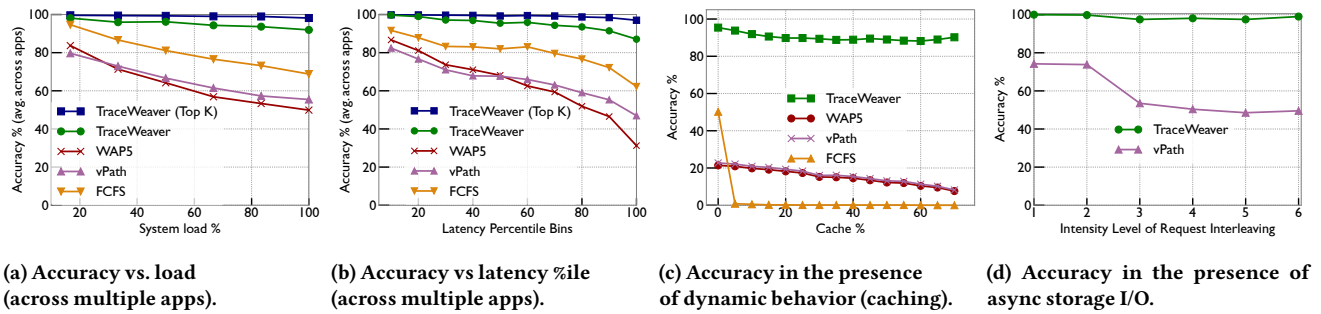 Accuracy % (avg. across apps)
100
80
60
40
20
0
TraceWeaver (Top K)
TraceWeaver
WAP5
vPath
FCFS
20
40
60
80
100
System load %
(a) Accuracy vs. load
(across multiple apps).
Accuracy % (avg.across apps)
100
80
60
40
20
0
TraceWeaver (Top K)
TraceWeaver
WAP5
vPath
FCFS
20
40
60
80
100
Latency Percentile Bins
(b) Accuracy vs latency %ile
(across multiple apps).
Accuracy %
100
80
60
40
20
0
TraceWeaver
WAP5
vPath
FCFS
0
20
40
60
Cache %
(c) Accuracy in the presence
of dynamic behavior (caching).
Accuracy %
100
80
60
40
20
0
TraceWeaver
vPath
1
2
3
4
5
6
Intensity Level of Request Interleaving
(d) Accuracy in the presence of
async storage I/O.